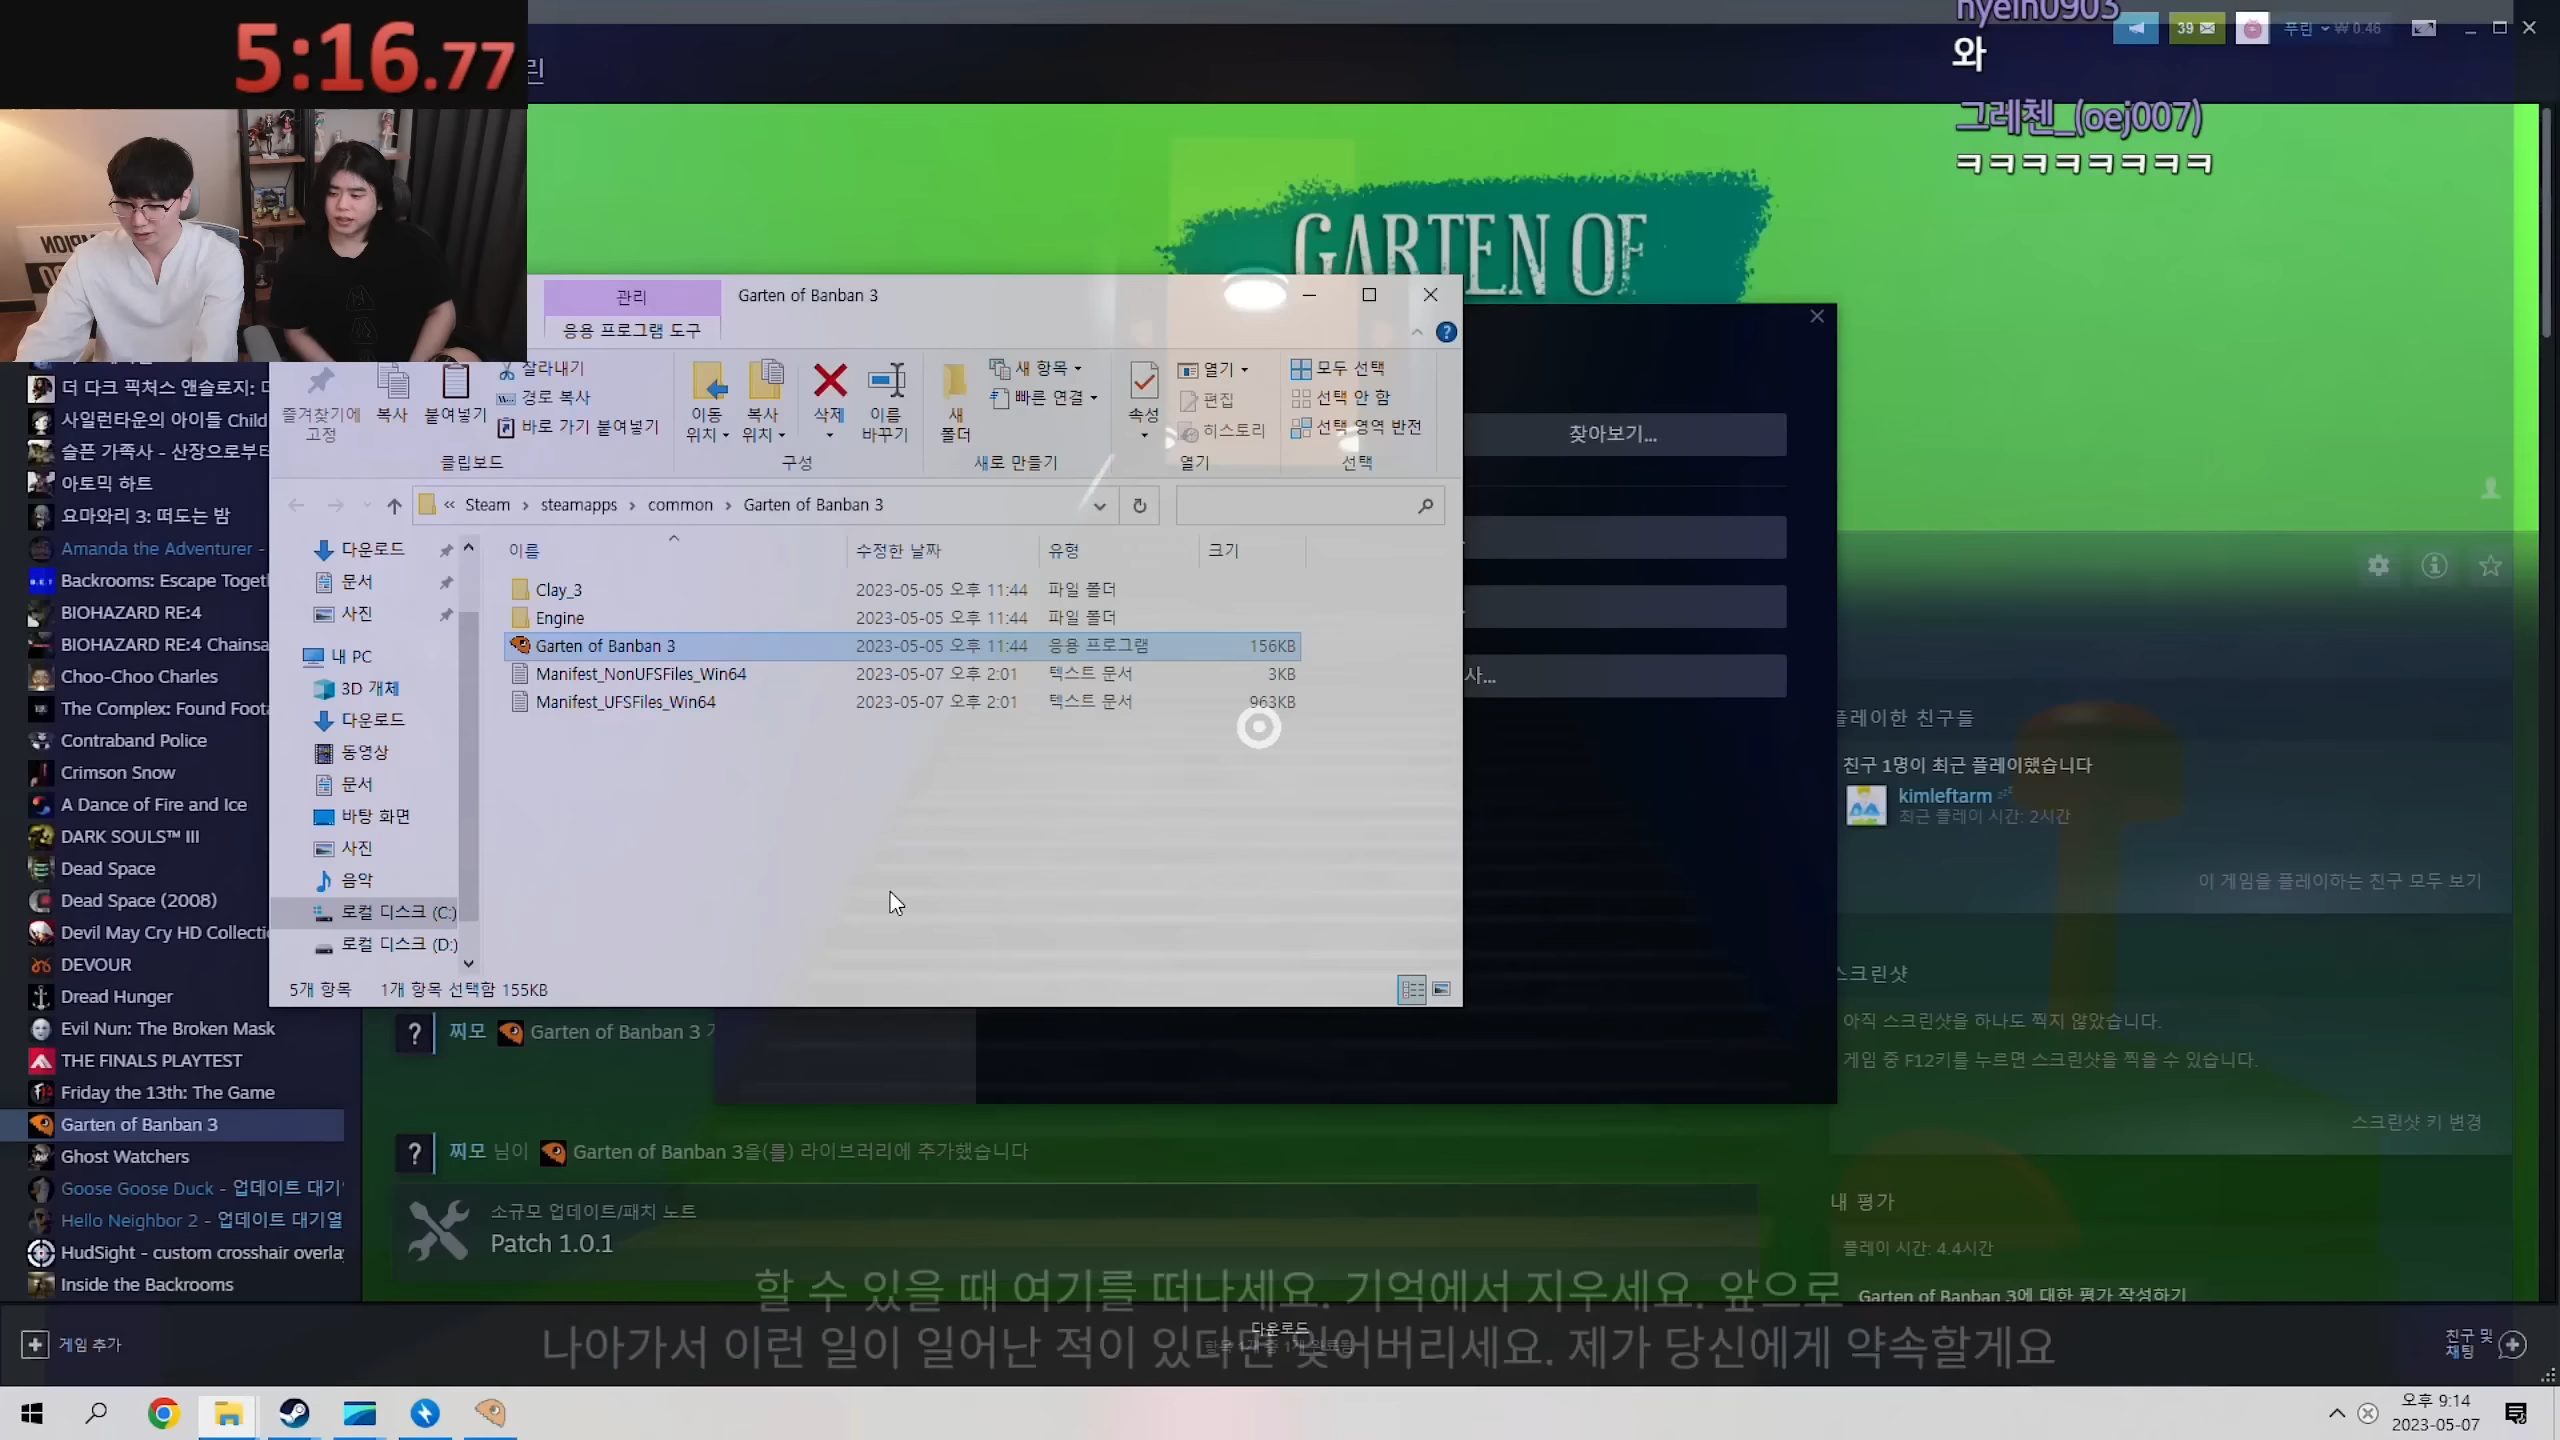 5:16.77
린
hyein0903
와
그레첸_(oej007)
ㅋㅋㅋㅋㅋㅋㅋㅋ
39
푸린
₩ 0.46
GARTEN OF
관리
Garten of Banban 3
응용 프로그램 도구
즐겨찾기에
고정
복사
붙여넣기
잘라내기
경로 복사
바로 가기 붙여넣기
클립보드
이동
위치
복사
위치
삭제
이름
바꾸기
구성
새
폴더
새 항목
빠른 연결
새로 만들기
속성
열기
편집
히스토리
열기
모두 선택
선택 안 함
선택 영역 반전
선택
« Steam › steamapps › common › Garten of Banban 3
이름
수정한 날짜
유형
크기
Clay_3 2023-05-05 오후 11:44 파일 폴더
Engine 2023-05-05 오후 11:44 파일 폴더
Garten of Banban 3 2023-05-05 오후 11:44 응용 프로그램 156KB
Manifest_NonUFSFiles_Win64 2023-05-07 오후 2:01 텍스트 문서 3KB
Manifest_UFSFiles_Win64 2023-05-07 오후 2:01 텍스트 문서 963KB
다운로드
문서
사진
내 PC
3D 개체
다운로드
동영상
문서
바탕 화면
사진
음악
로컬 디스크 (C:)
로컬 디스크 (D:)
5개 항목 1개 항목 선택함 155KB
찾아보기...
사...
더 다크 픽처스 앤솔로지:
사일런타운의 아이들 Child
슬픈 가족사 - 산장으로부터
아토믹 하트
요마와리 3: 떠도는 밤
Amanda the Adventurer -
Backrooms: Escape Togeth
BIOHAZARD RE:4
BIOHAZARD RE:4 Chainsa
Choo-Choo Charles
The Complex: Found Foota
Contraband Police
Crimson Snow
A Dance of Fire and Ice
DARK SOULS™ III
Dead Space
Dead Space (2008)
Devil May Cry HD Collectio
DEVOUR
Dread Hunger
Evil Nun: The Broken Mask
THE FINALS PLAYTEST
Friday the 13th: The Game
Garten of Banban 3
Ghost Watchers
Goose Goose Duck - 업데이트 대기
Hello Neighbor 2 - 업데이트 대기열
HudSight - custom crosshair overla
Inside the Backrooms
찌모 Garten of Banban 3
찌모 님이 Garten of Banban 3을(를) 라이브러리에 추가했습니다
소규모 업데이트/패치 노트
Patch 1.0.1
플레이한 친구들
친구 1명이 최근 플레이했습니다
kimleftarm
최근 플레이 시간: 2시간
이 게임을 플레이하는 친구 모두 보기
스크린샷
아직 스크린샷을 하나도 찍지 않았습니다.
게임 중 F12키를 누르면 스크린샷을 찍을 수 있습니다.
스크린샷 키 변경
내 평가
플레이 시간: 4.4시간
Garten of Banban 3에 대한 평가 작성하기
할 수 있을 때 여기를 떠나세요. 기억에서 지우세요. 앞으로
나아가서 이런 일이 일어난 적이 있다면 잊어버리세요. 제가 당신에게 약속할게요
게임 추가
다운로드
친구 및
채팅
오후 9:14
2023-05-07